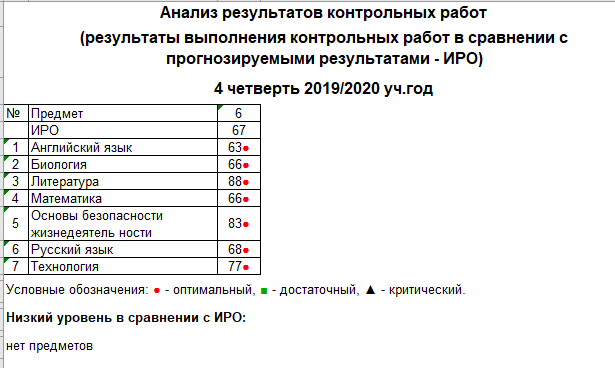 Анализ результатов контрольных работ
(результаты выполнения контрольных работ в сравнении с
прогнозируемыми результатами - ИРО)
4 четверть 2019/2020 уч.год
№ Предмет 6
ИРО 67
1 Английский язык 63●
2 Биология 66●
3 Литература 88●
4 Математика 66●
5 Основы безопасности
жизнедеятель ности 83●
6 Русский язык 68●
7 Технология 77●
Условные обозначения: ● - оптимальный, ■ - достаточный, ▲ - критический.
Низкий уровень в сравнении с ИРО:
нет предметов